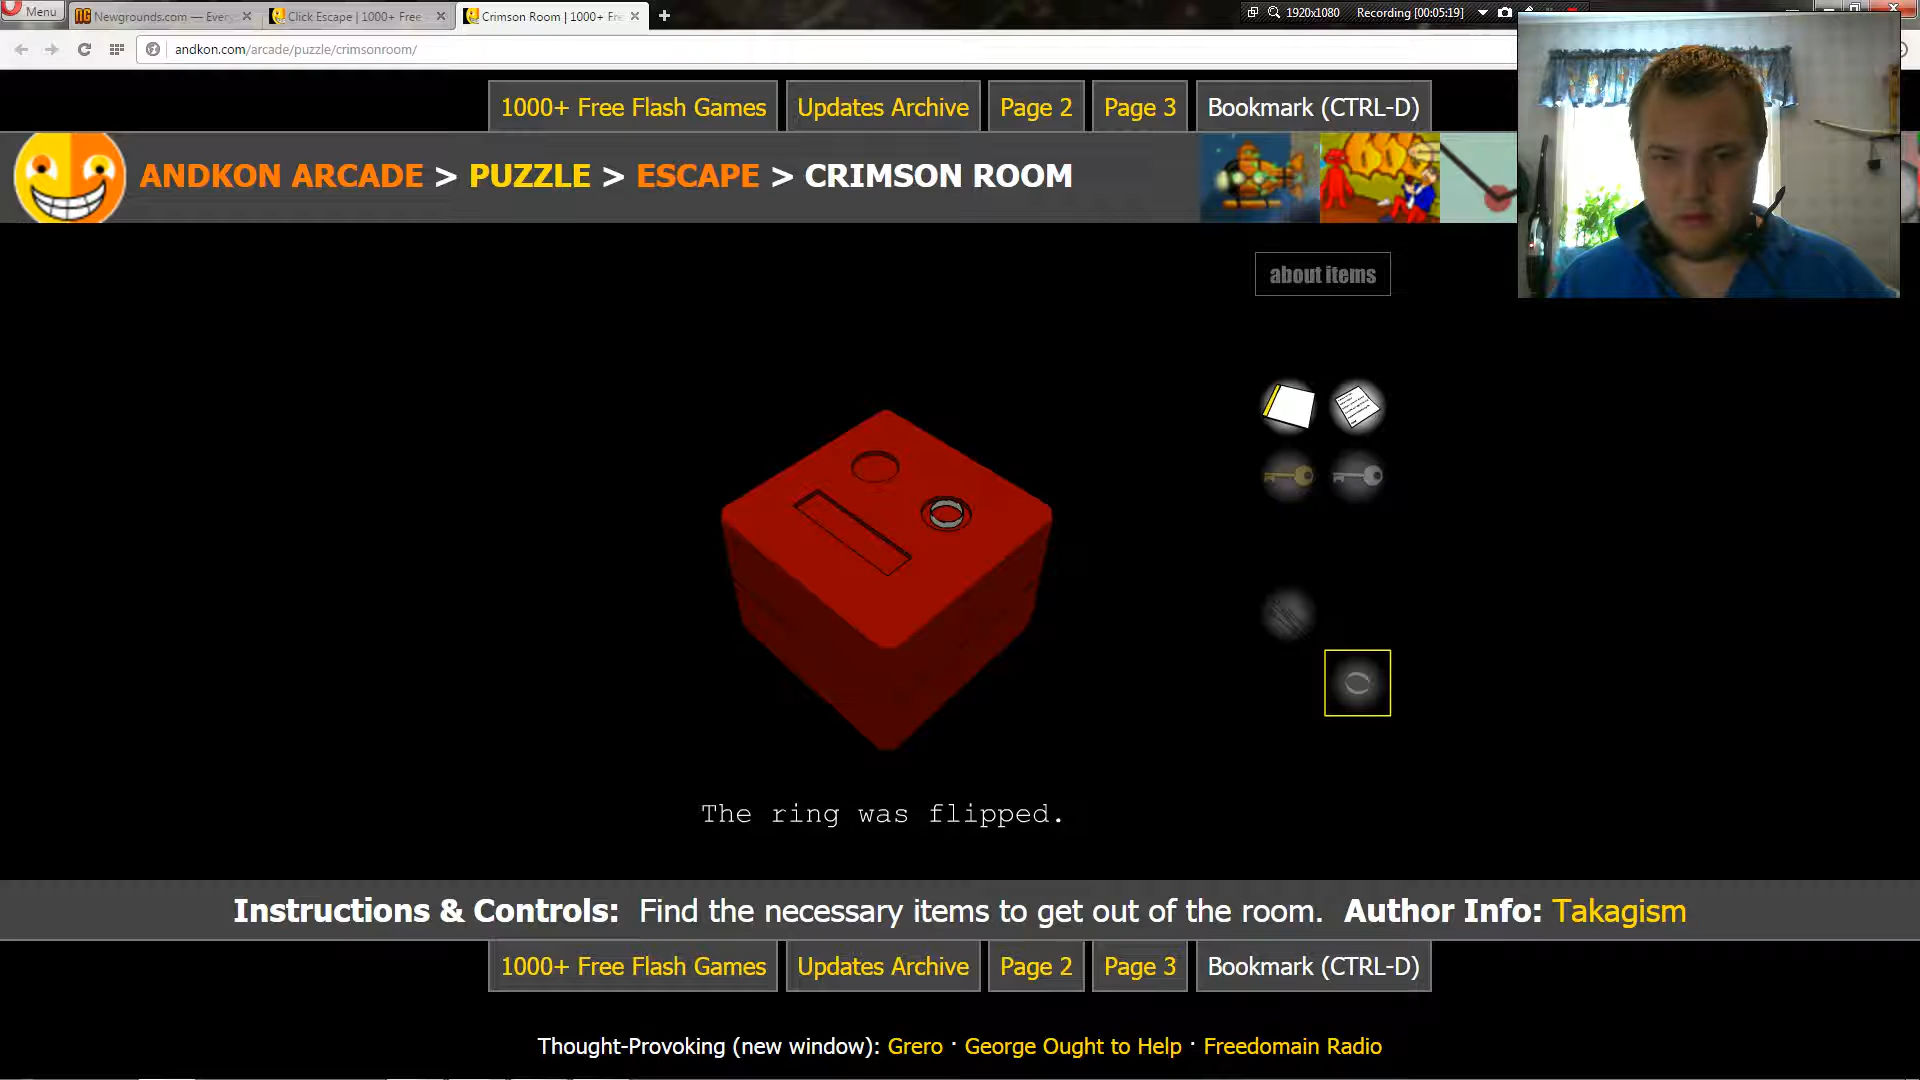 Menu
Newgrounds.com — Every
Click Escape | 1000+ Free
Crimson Room | 1000+ Fre
1920x1080
Recording [00:05:19]
andkon.com/arcade/puzzle/crimsonroom/
1000+ Free Flash Games
Updates Archive
Page 2
Page 3
Bookmark (CTRL-D)
ANDKON ARCADE > PUZZLE > ESCAPE > CRIMSON ROOM
about items
The ring was flipped.
Instructions & Controls: Find the necessary items to get out of the room. Author Info: Takagism
1000+ Free Flash Games
Updates Archive
Page 2
Page 3
Bookmark (CTRL-D)
Thought-Provoking (new window): Grero · George Ought to Help · Freedomain Radio